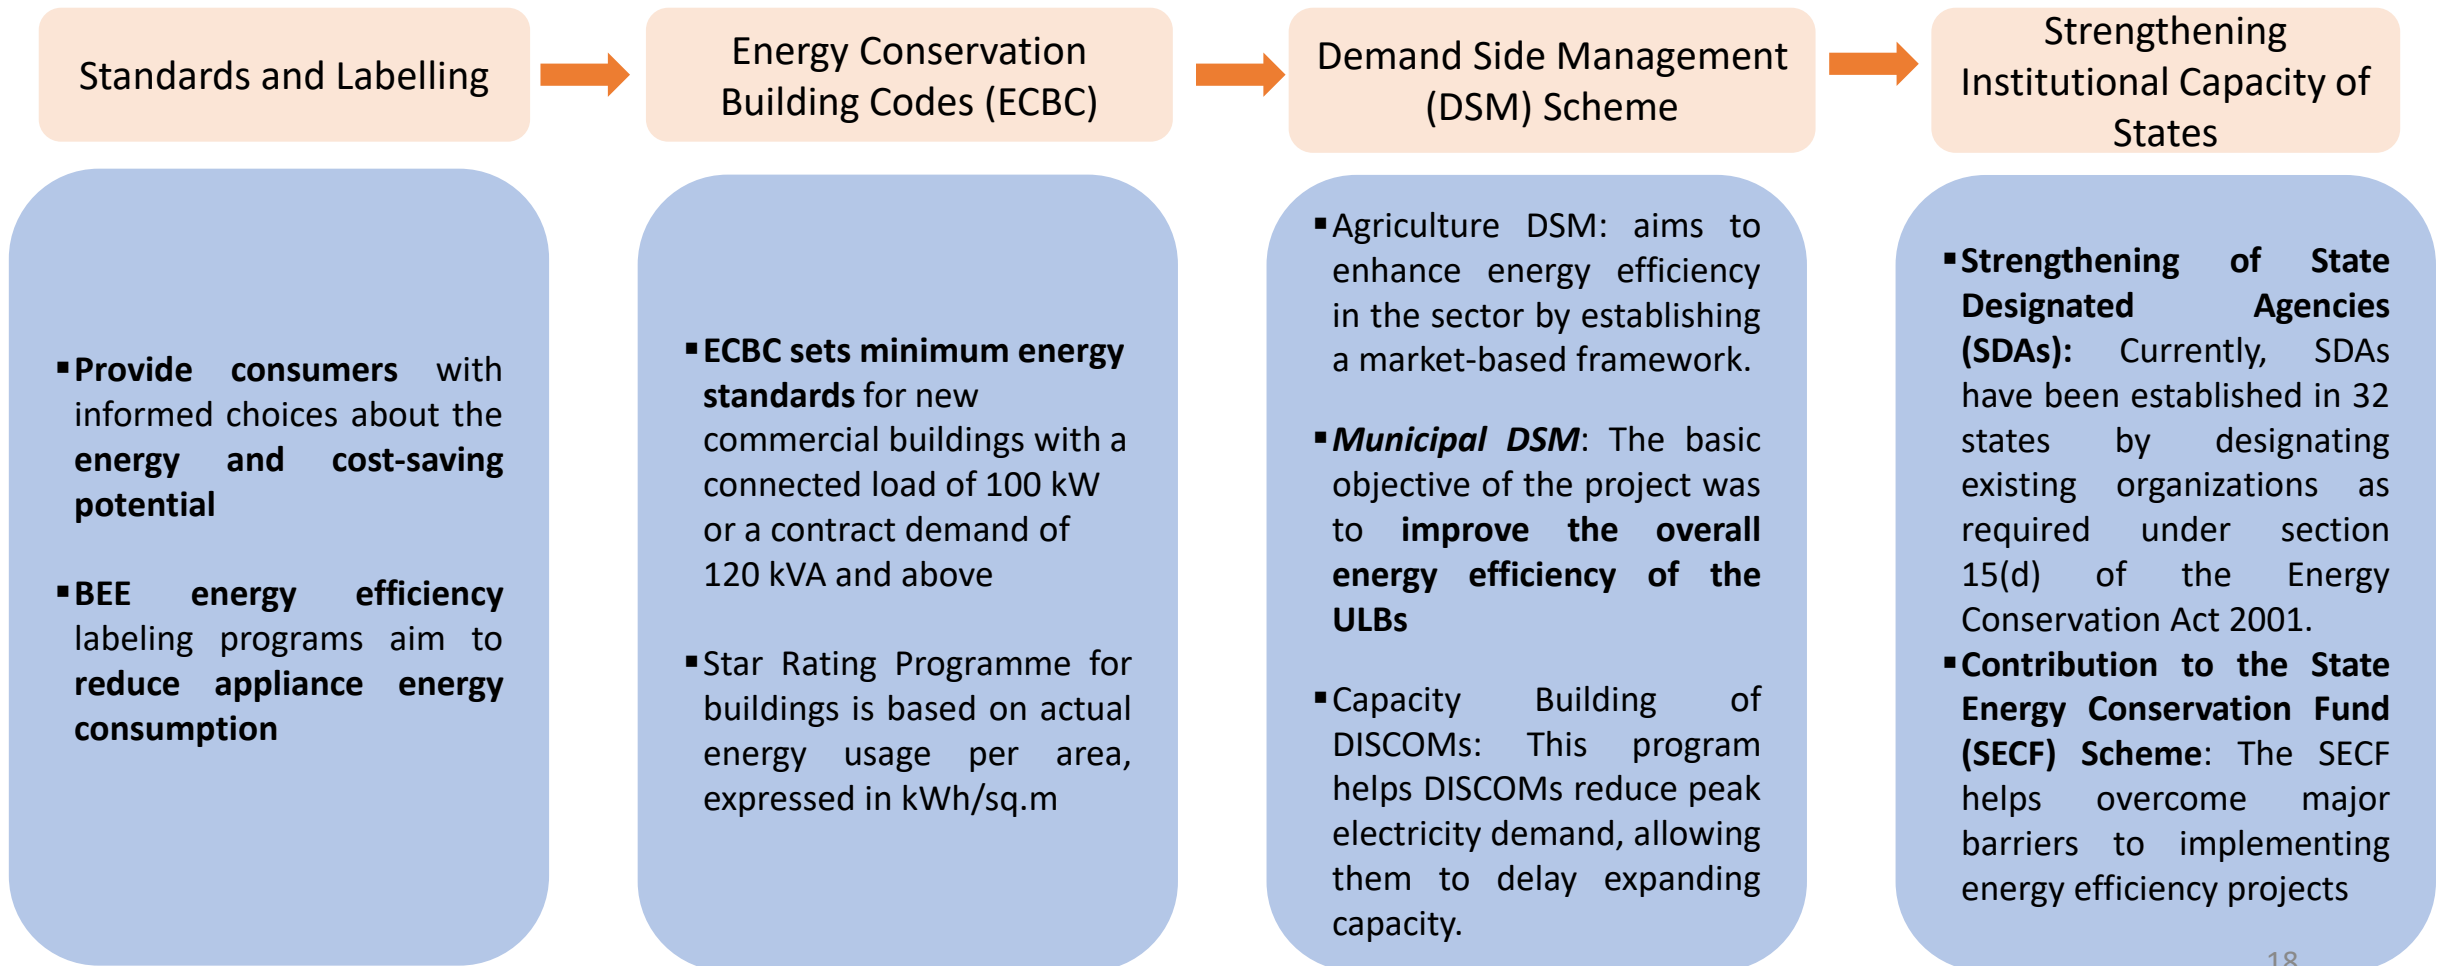 Standards and Labelling
Energy Conservation
Building Codes (ECBC)
Demand Side Management
(DSM) Scheme
Strengthening
Institutional Capacity of
States
▪Provide consumers with
informed choices about the
energy and cost-saving
potential
▪BEE energy efficiency
labeling programs aim to
reduce appliance energy
consumption
▪ECBC sets minimum energy
standards for new
commercial buildings with a
connected load of 100 kW
or a contract demand of
120 kVA and above
▪Star Rating Programme for
buildings is based on actual
energy usage per area,
expressed in kWh/sq.m
▪Agriculture DSM: aims to
enhance energy efficiency
in the sector by establishing
a market-based framework.
▪Municipal DSM: The basic
objective of the project was
to improve the overall
energy efficiency of the
ULBs
▪Capacity Building of
DISCOMs: This program
helps DISCOMs reduce peak
electricity demand, allowing
them to delay expanding
capacity.
▪Strengthening of State
Designated Agencies
(SDAs): Currently, SDAs
have been established in 32
states by designating
existing organizations as
required under section
15(d) of the Energy
Conservation Act 2001.
▪Contribution to the State
Energy Conservation Fund
(SECF) Scheme: The SECF
helps overcome major
barriers to implementing
energy efficiency projects
18